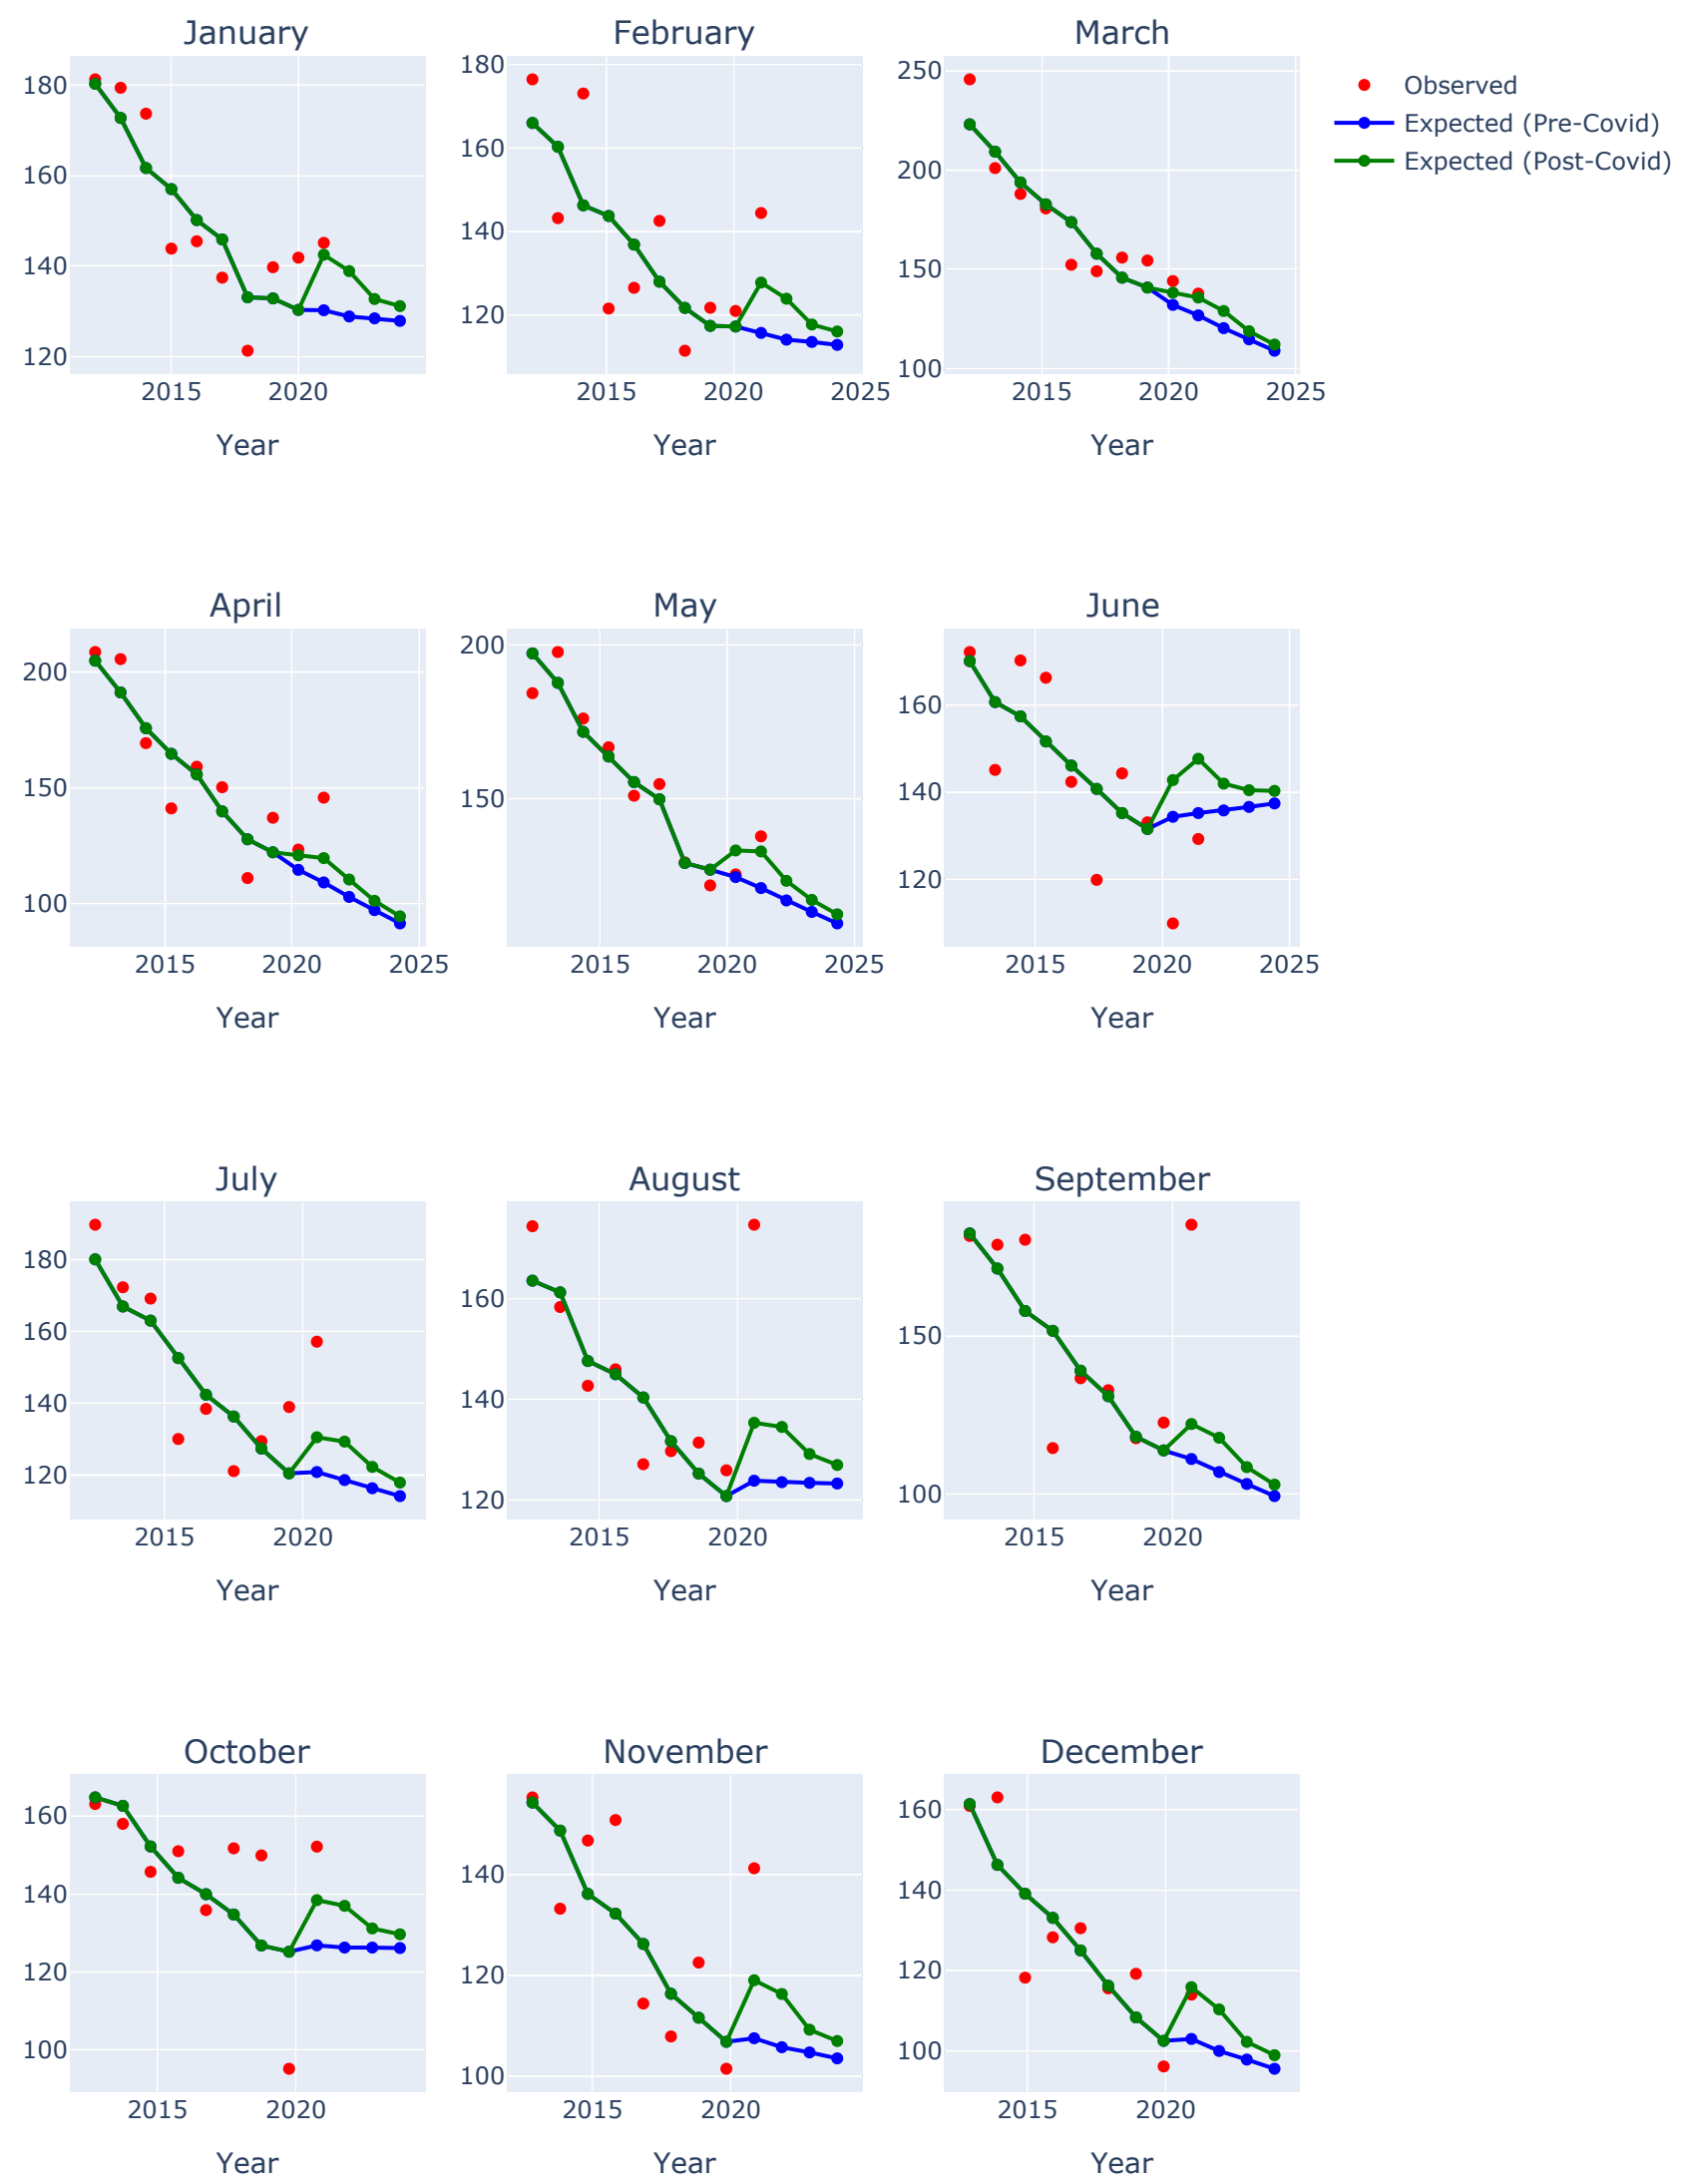 January
February
March
180
160
140
120
2015
2020
Year
180
160
140
120
2015
2020
2025
Year
250
200
150
100
2015
2020
2025
Year
Observed
Expected (Pre-Covid)
Expected (Post-Covid)
April
May
June
200
150
100
2015
2020
2025
Year
200
150
2015
2020
2025
Year
160
140
120
2015
2020
2025
Year
July
August
September
180
160
140
120
2015
2020
Year
160
140
120
2015
2020
Year
150
100
2015
2020
Year
October
November
December
160
140
120
100
2015
2020
Year
140
120
100
2015
2020
Year
160
140
120
100
2015
2020
Year